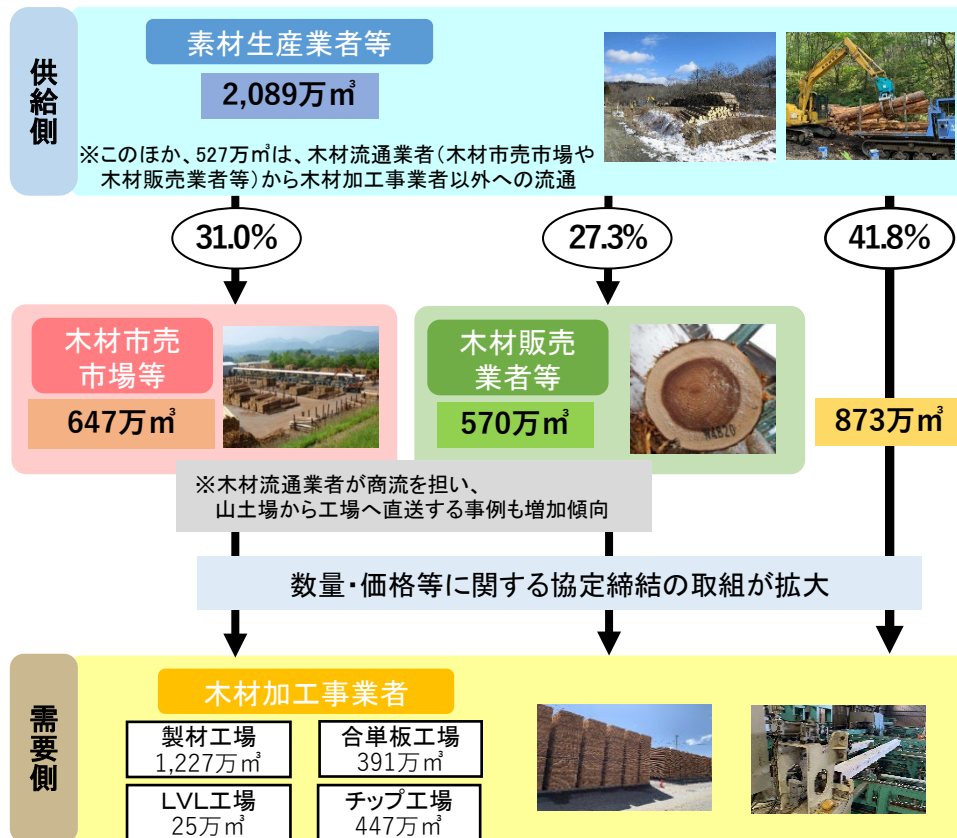 供給側
素材生産業者等
2,089万㎥
※このほか、527万㎥は、木材流通業者（木材市売市場や
木材販売業者等）から木材加工事業者以外への流通
31.0%
27.3%
41.8%
木材市売
市場等
647万㎥
木材販売
業者等
570万㎥
873万㎥
※木材流通業者が商流を担い、
山土場から工場へ直送する事例も増加傾向
数量・価格等に関する協定締結の取組が拡大
需要側
木材加工事業者
製材工場
1,227万㎥
合単板工場
391万㎥
LVL工場
25万㎥
チップ工場
447万㎥